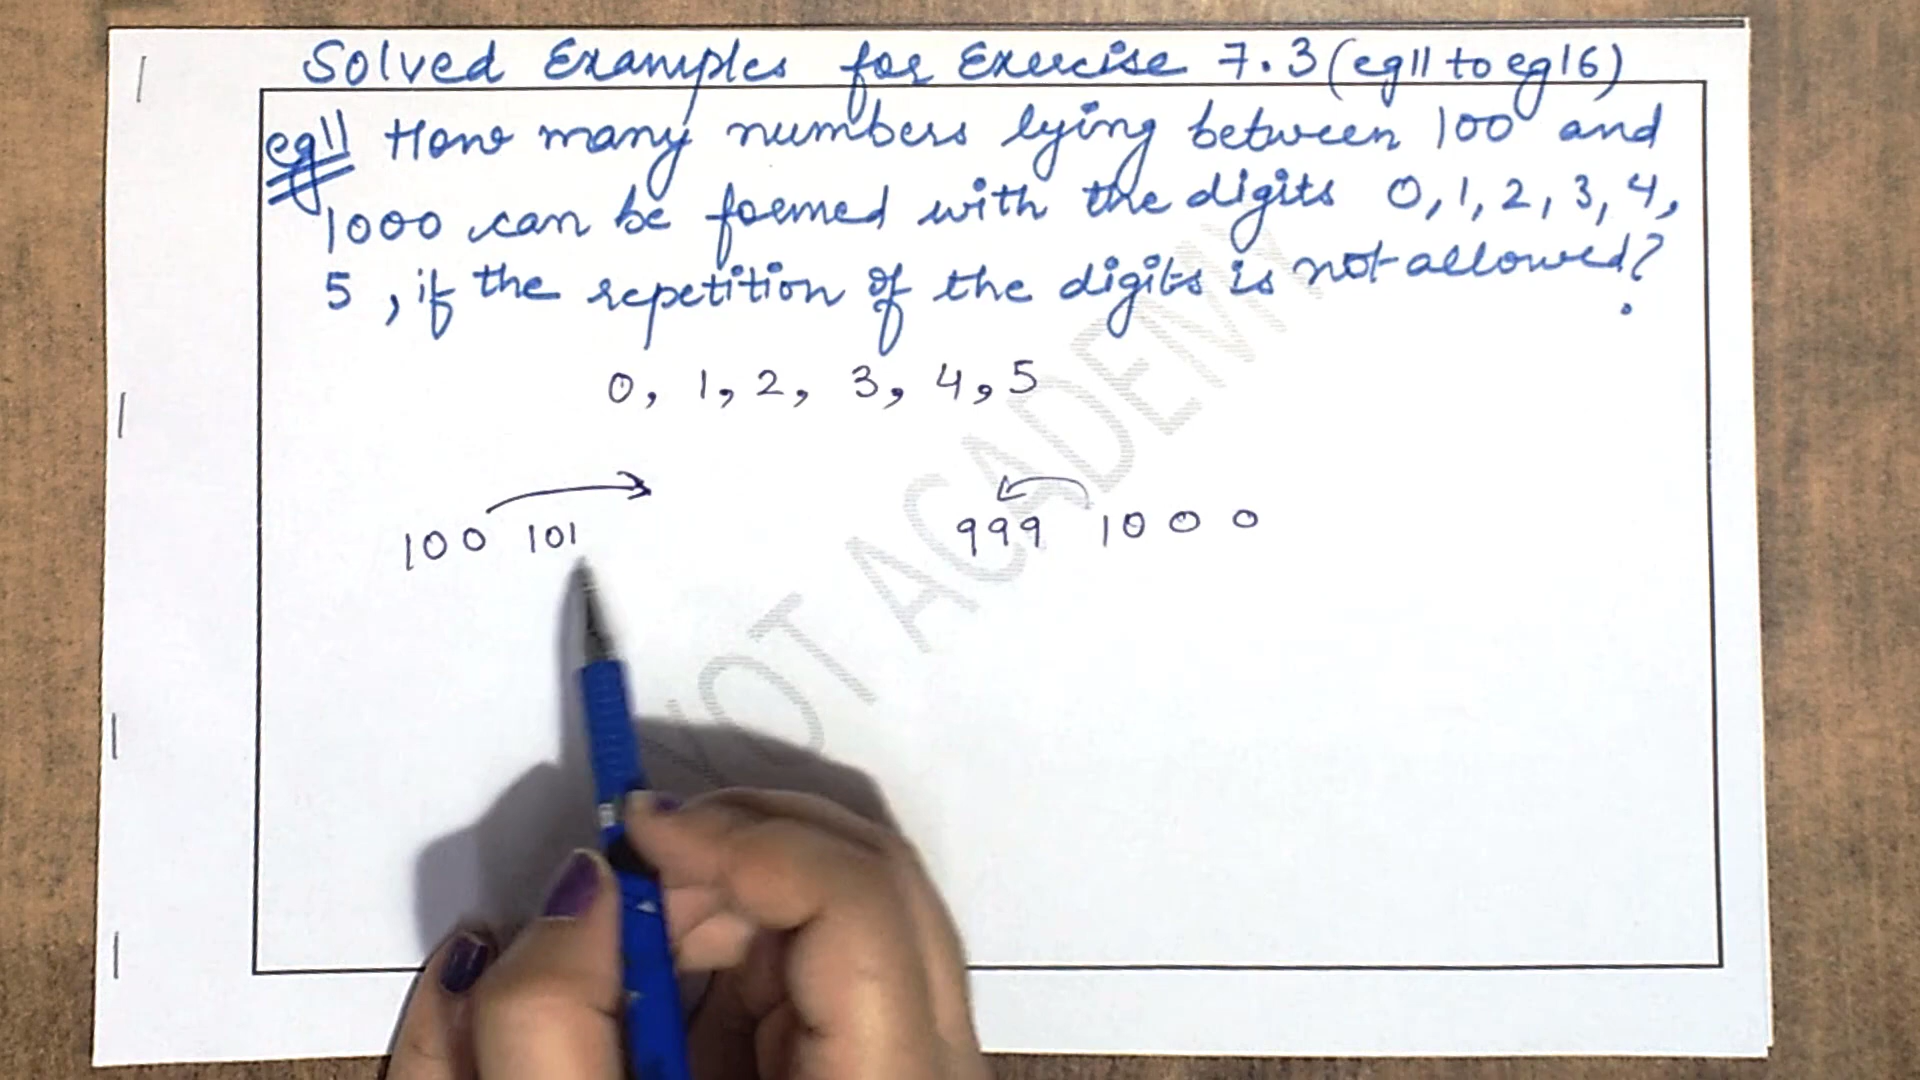 Solved Examples for Exercise 7.3 (eg11 to eg16)
eg11 How many numbers lying between 100 and
1000 can be formed with the digits 0, 1, 2, 3, 4,
5, if the repetition of the digits is not allowed?
0, 1, 2, 3, 4, 5
100 101 999 1000
ACADEMY